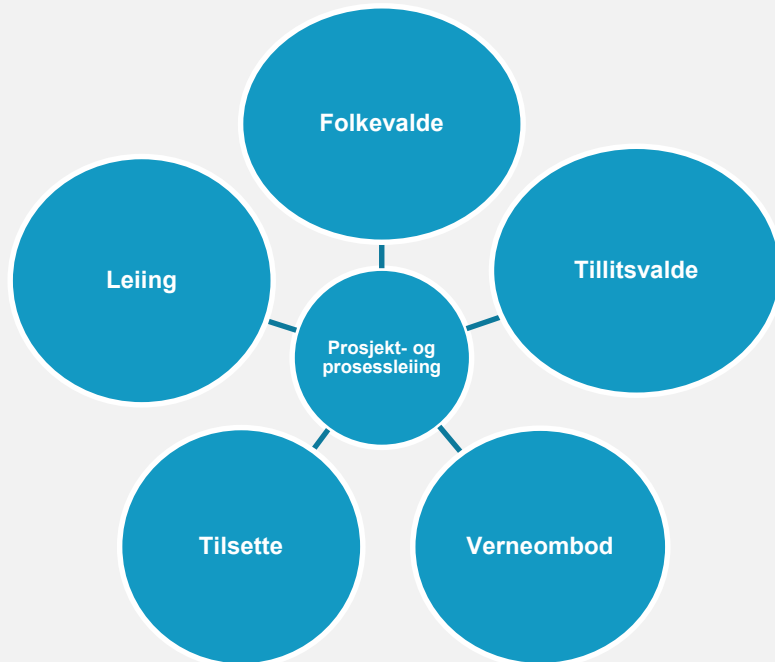 Folkevalde
Leiing
Tillitsvalde
Prosjekt- og
prosessleiing
Tilsette
Verneombod